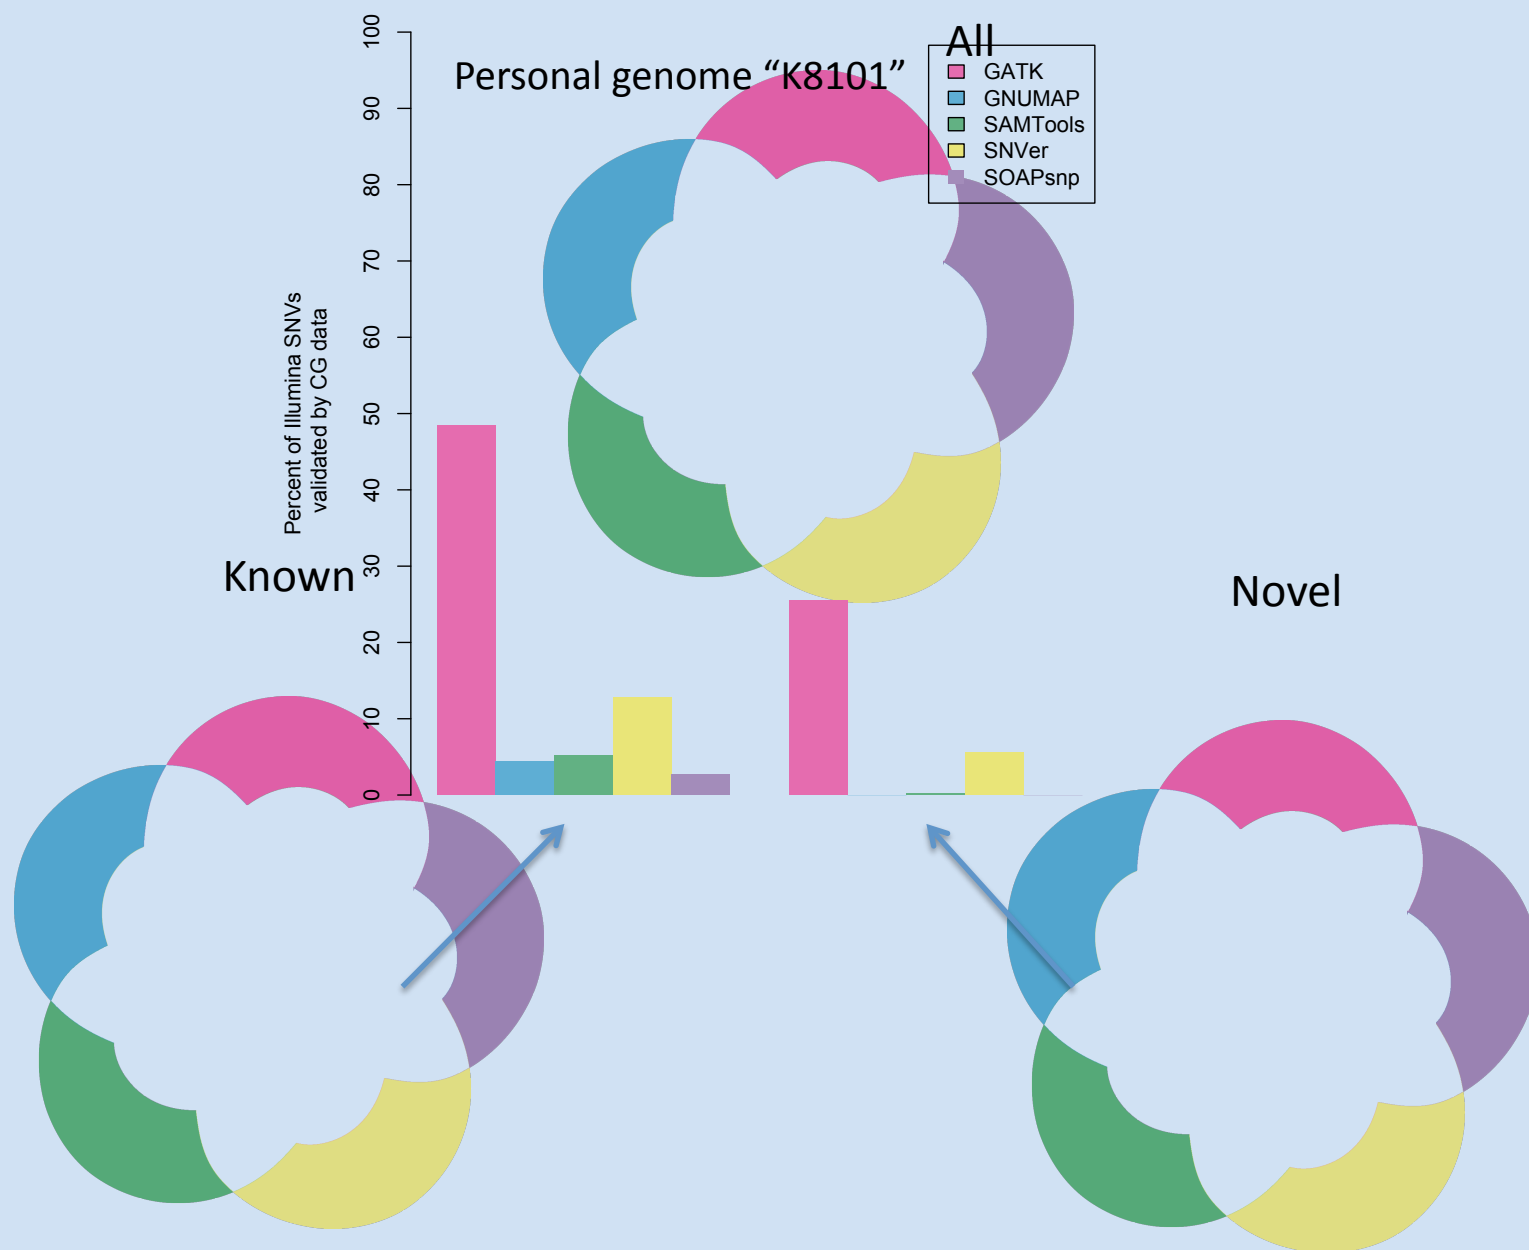 All
Personal genome “K8101”
GATK
GNUMAP
SAMTools
SNVer
SOAPsnp
100
90
80
70
60
50
40
30
20
10
0
Percent of Illumina SNVs
validated by CG data
Known
Novel